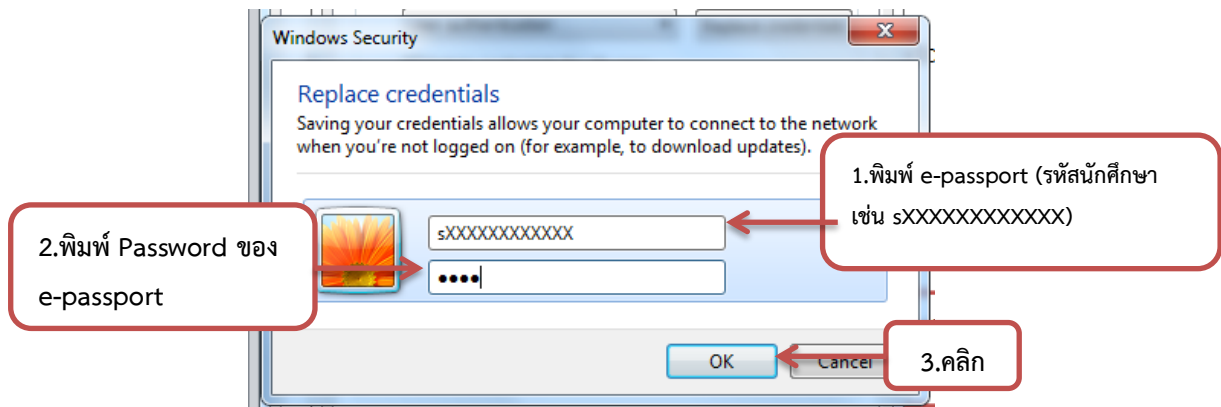 Windows Security
Replace credentials
Saving your credentials allows your computer to connect to the network
when you're not logged on (for example, to download updates).
1.พิมพ์ e-passport (รหัสนักศึกษา
เช่น sXXXXXXXXXXXX)
2.พิมพ์ Password ของ
e-passport
sXXXXXXXXXXXX
••••
OK
Cancel
3.คลิก